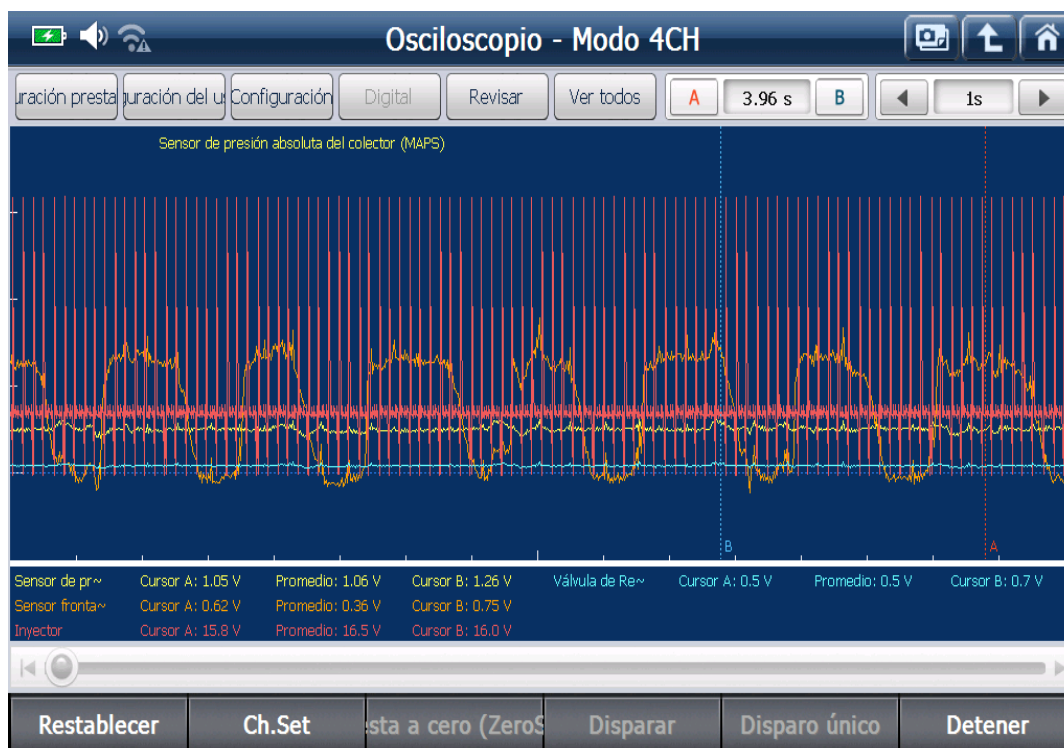 Osciloscopio - Modo 4CH
uración presta guración del u Configuración Digital Revisar Ver todos A 3.96 s B 1s
Sensor de presión absoluta del colector (MAPS)
B A
Sensor de pr~ Cursor A: 1.05 V Promedio: 1.06 V Cursor B: 1.26 V Válvula de Re~ Cursor A: 0.5 V Promedio: 0.5 V Cursor B: 0.7 V
Sensor fronta~ Cursor A: 0.62 V Promedio: 0.36 V Cursor B: 0.75 V
Inyector Cursor A: 15.8 V Promedio: 16.5 V Cursor B: 16.0 V
Restablecer Ch.Set sta a cero (ZeroS Disparar Disparo único Detener